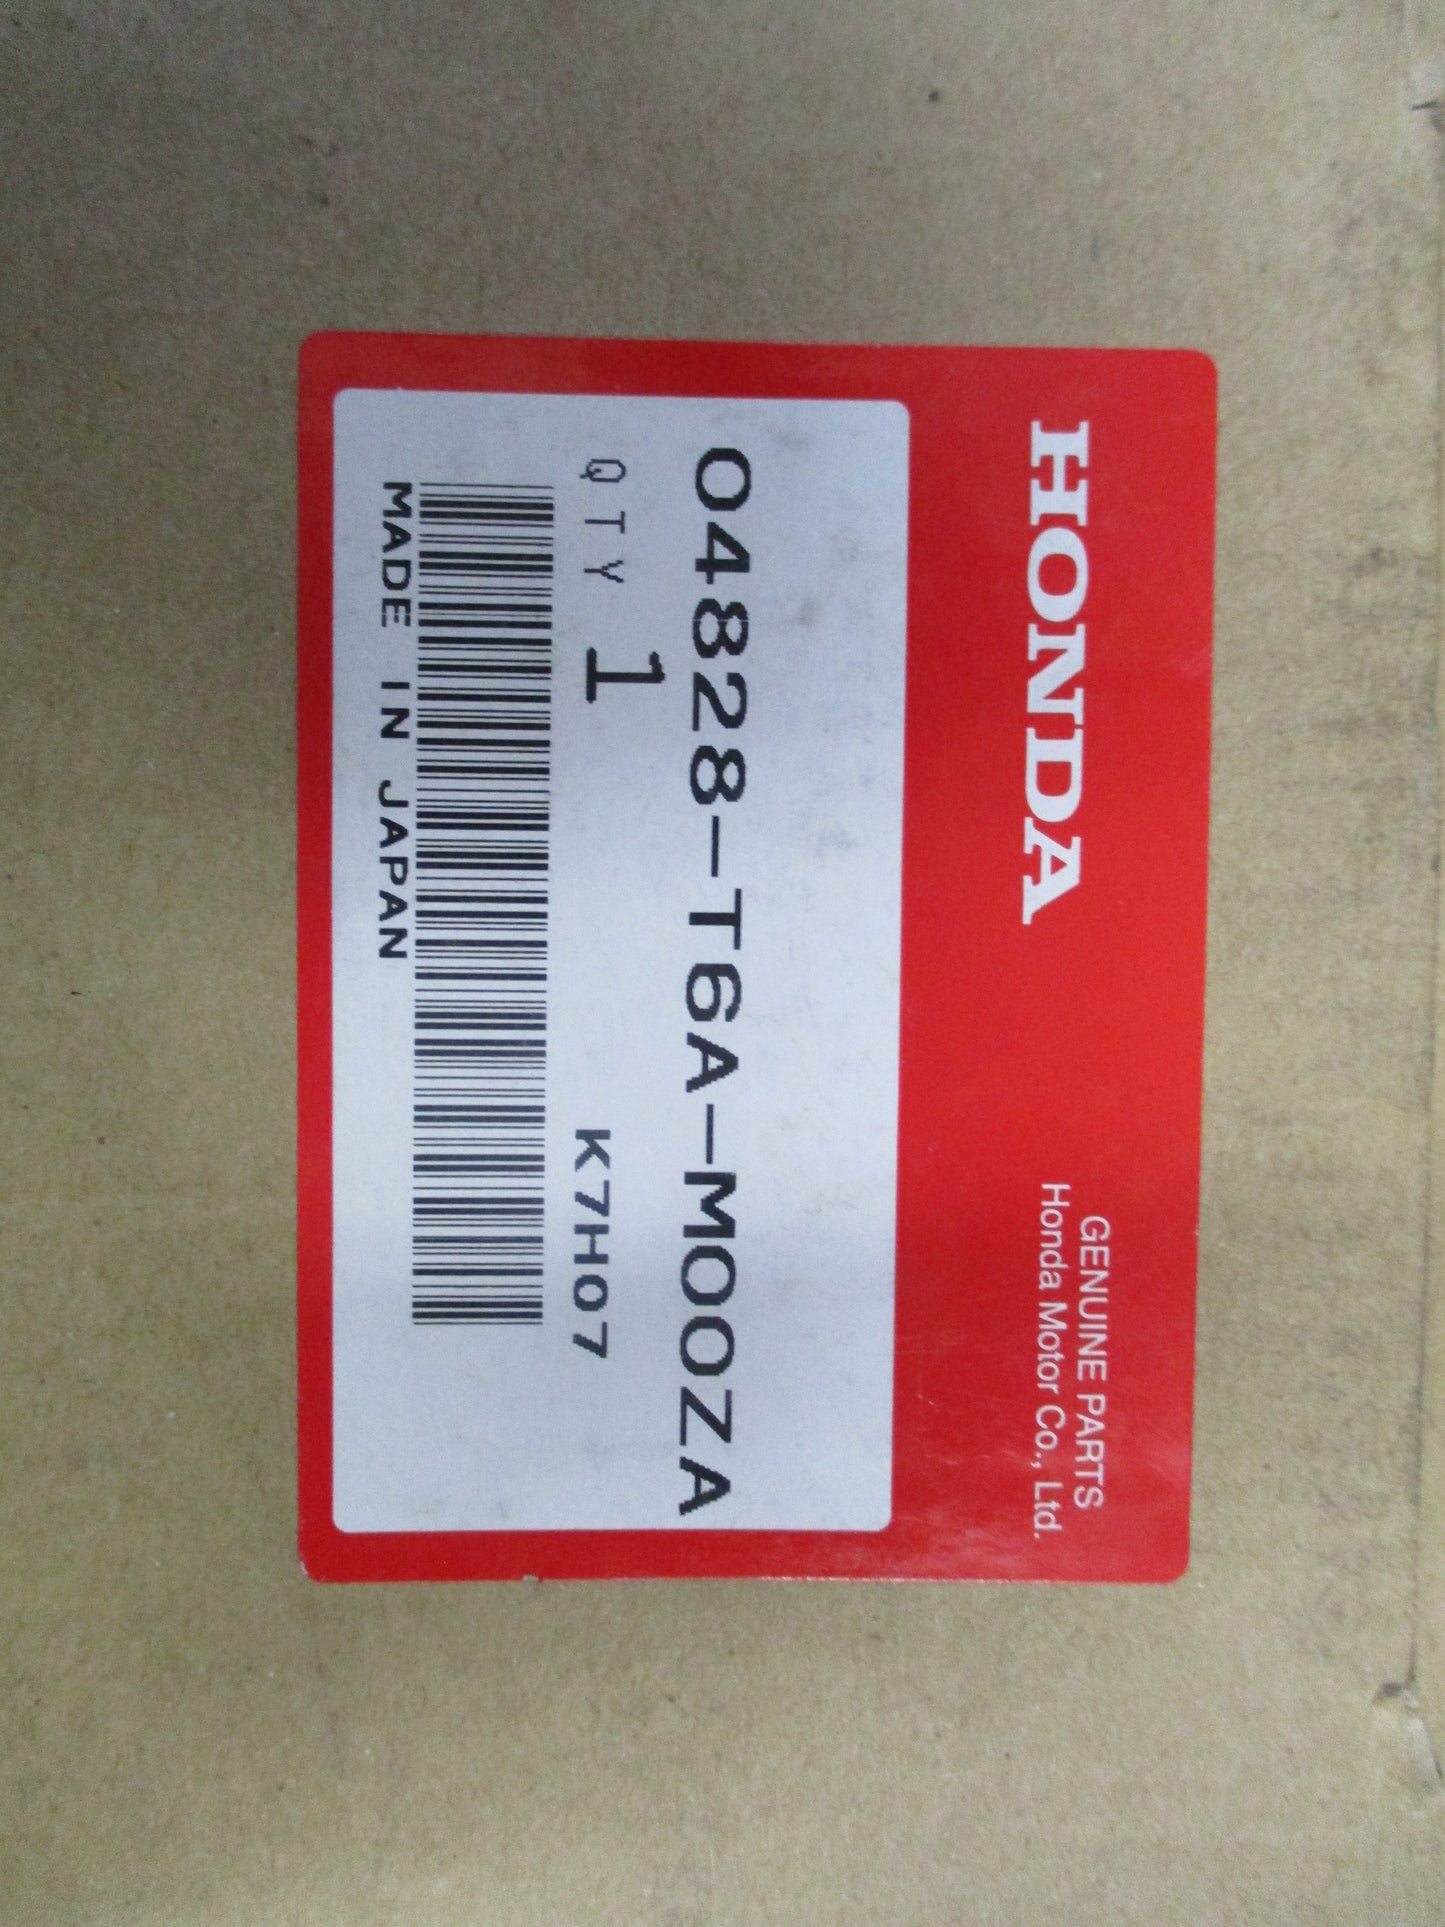 HONDA
GENUINE PARTS
Honda Motor Co., Ltd.
04828-T6A-M00ZA
QTY 1 K7H07
MADE IN JAPAN